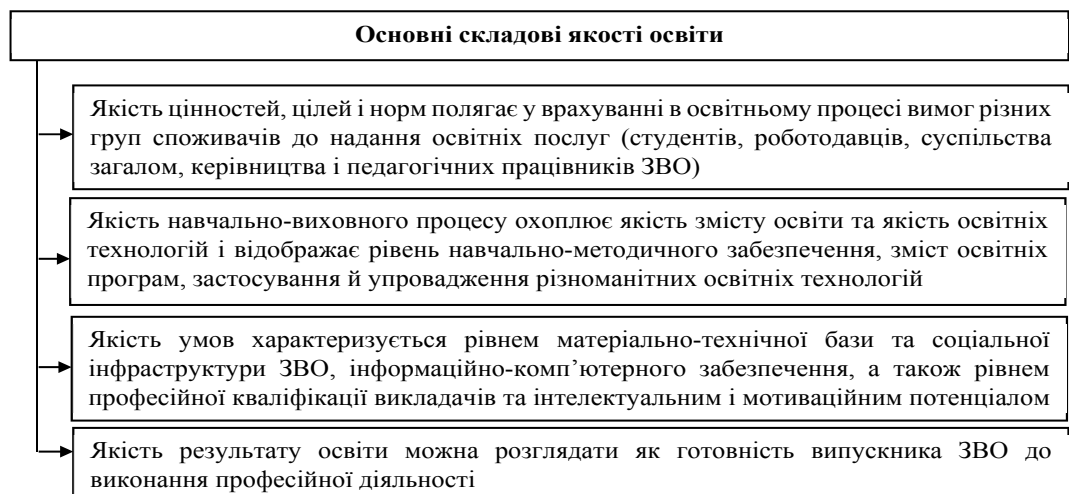 Основні складові якості освіти
Якість цінностей, цілей і норм полягає у врахуванні в освітньому процесі вимог різних
груп споживачів до надання освітніх послуг (студентів, роботодавців, суспільства
загалом, керівництва і педагогічних працівників ЗВО)
Якість навчально-виховного процесу охоплює якість змісту освіти та якість освітніх
технологій і відображає рівень навчально-методичного забезпечення, зміст освітніх
програм, застосування й упровадження різноманітних освітніх технологій
Якість умов характеризується рівнем матеріально-технічної бази та соціальної
інфраструктури ЗВО, інформаційно-комп’ютерного забезпечення, а також рівнем
професійної кваліфікації викладачів та інтелектуальним і мотиваційним потенціалом
Якість результату освіти можна розглядати як готовність випускника ЗВО до
виконання професійної діяльності